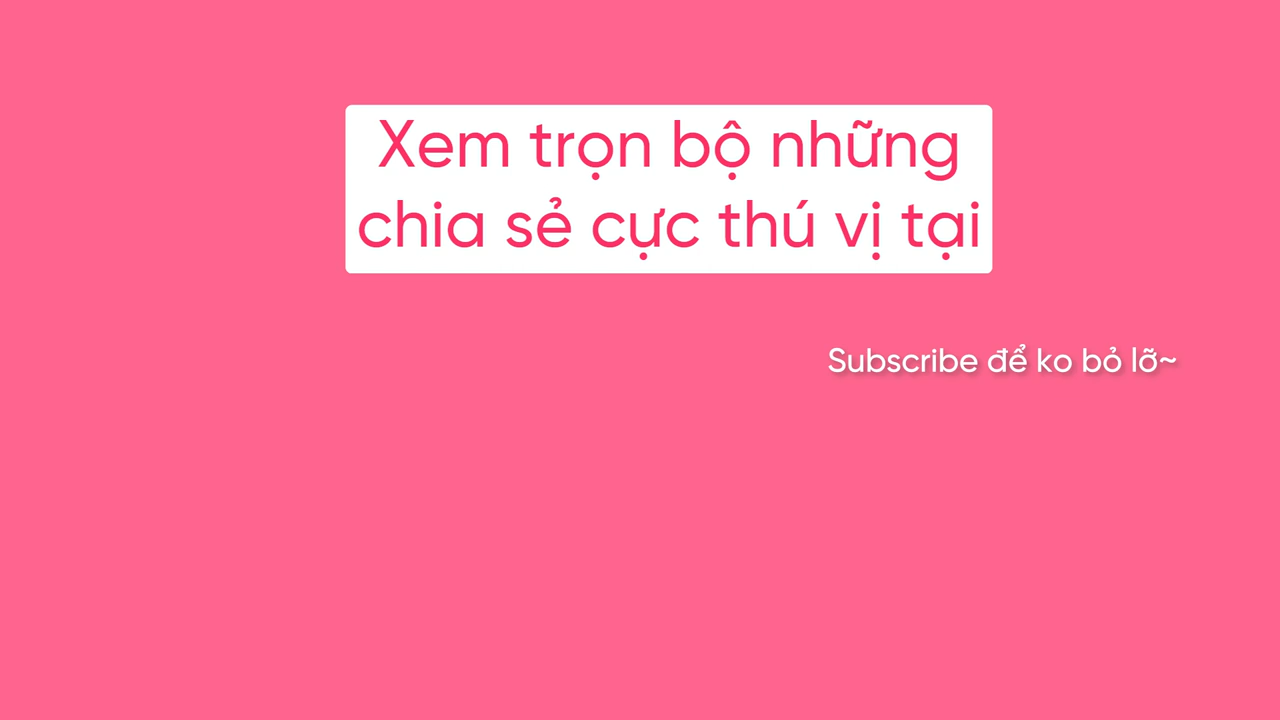 Xem trọn bộ những
chia sẻ cực thú vị tại
Subscribe để ko bỏ lỡ~